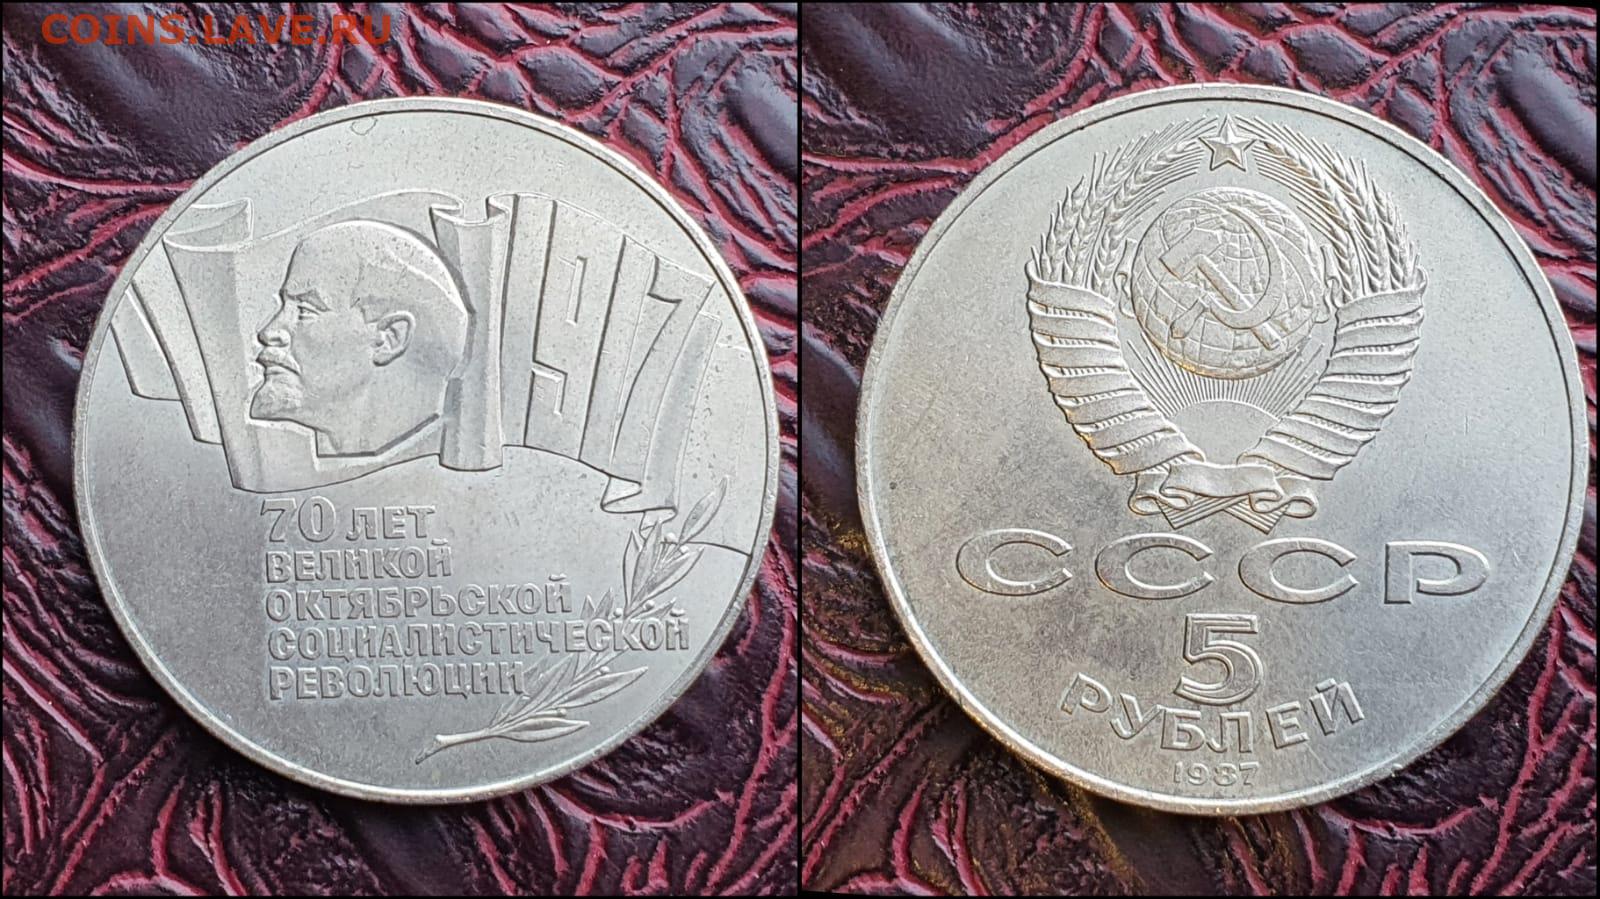 COINS.LAVE.RU
1917
70 ЛЕТ
ВЕЛИКОЙ
ОКТЯБРЬСКОЙ
СОЦИАЛИСТИЧЕСКОЙ
РЕВОЛЮЦИИ
СССР
5
РУБЛЕЙ
1987